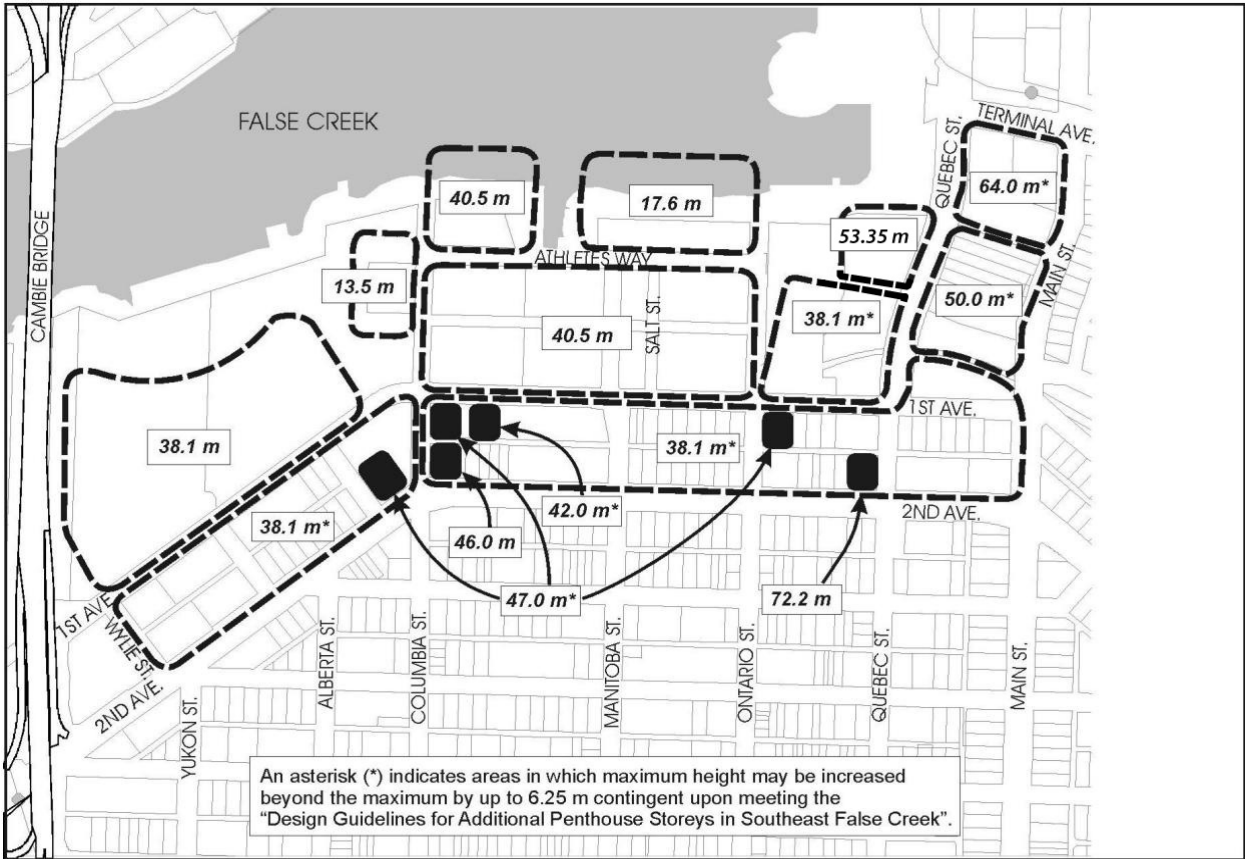 FALSE CREEK
TERMINAL AVE.
QUEBEC ST.
64.0 m*
40.5 m
17.6 m
53.35 m
MAIN ST.
CAMBIE BRIDGE
ATHLETES WAY
13.5 m
50.0 m*
38.1 m*
SALT ST.
40.5 m
1ST AVE.
38.1 m
38.1 m*
42.0 m*
2ND AVE.
38.1 m*
46.0 m
47.0 m*
72.2 m
1ST AVE.
WYLIE ST.
2ND AVE.
YUKON ST.
ALBERTA ST.
COLUMBIA ST.
MANITOBA ST.
ONTARIO ST.
QUEBEC ST.
MAIN ST.
An asterisk (*) indicates areas in which maximum height may be increased
beyond the maximum by up to 6.25 m contingent upon meeting the
“Design Guidelines for Additional Penthouse Storeys in Southeast False Creek”.